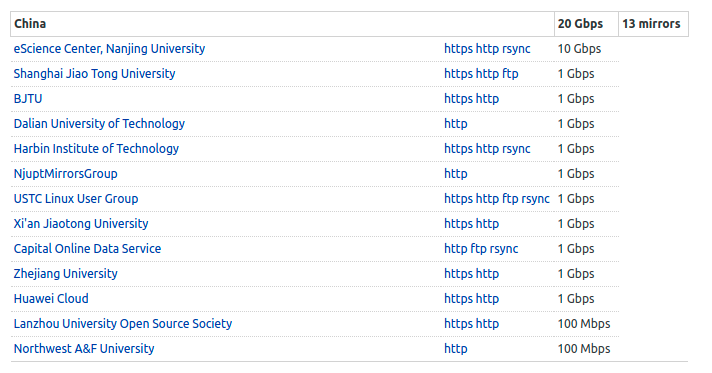 China 20 Gbps 13 mirrors
eScience Center, Nanjing University https http rsync 10 Gbps
Shanghai Jiao Tong University https http ftp 1 Gbps
BJTU https http 1 Gbps
Dalian University of Technology http 1 Gbps
Harbin Institute of Technology https http rsync 1 Gbps
NjuptMirrorsGroup http 1 Gbps
USTC Linux User Group https http ftp rsync 1 Gbps
Xi'an Jiaotong University https http 1 Gbps
Capital Online Data Service http ftp rsync 1 Gbps
Zhejiang University https http 1 Gbps
Huawei Cloud https http 1 Gbps
Lanzhou University Open Source Society https http 100 Mbps
Northwest A&F University http 100 Mbps